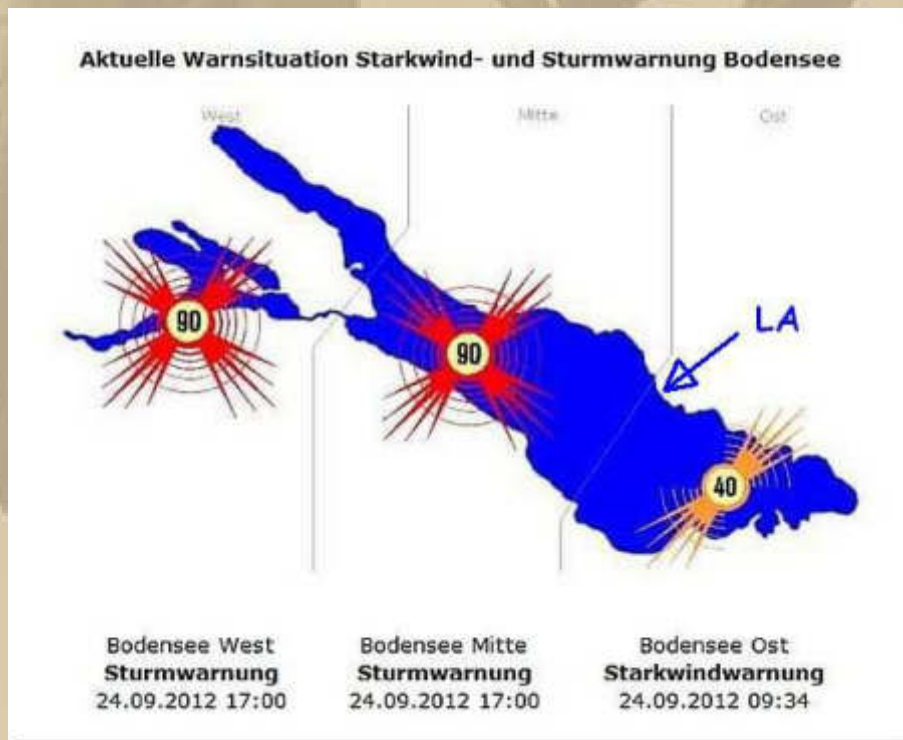 Aktuelle Warnsituation Starkwind- und Sturmwarnung Bodensee
West
Mitte
Ost
LA
90
90
40
Bodensee West
Sturmwarnung
24.09.2012 17:00
Bodensee Mitte
Sturmwarnung
24.09.2012 17:00
Bodensee Ost
Starkwindwarnung
24.09.2012 09:34